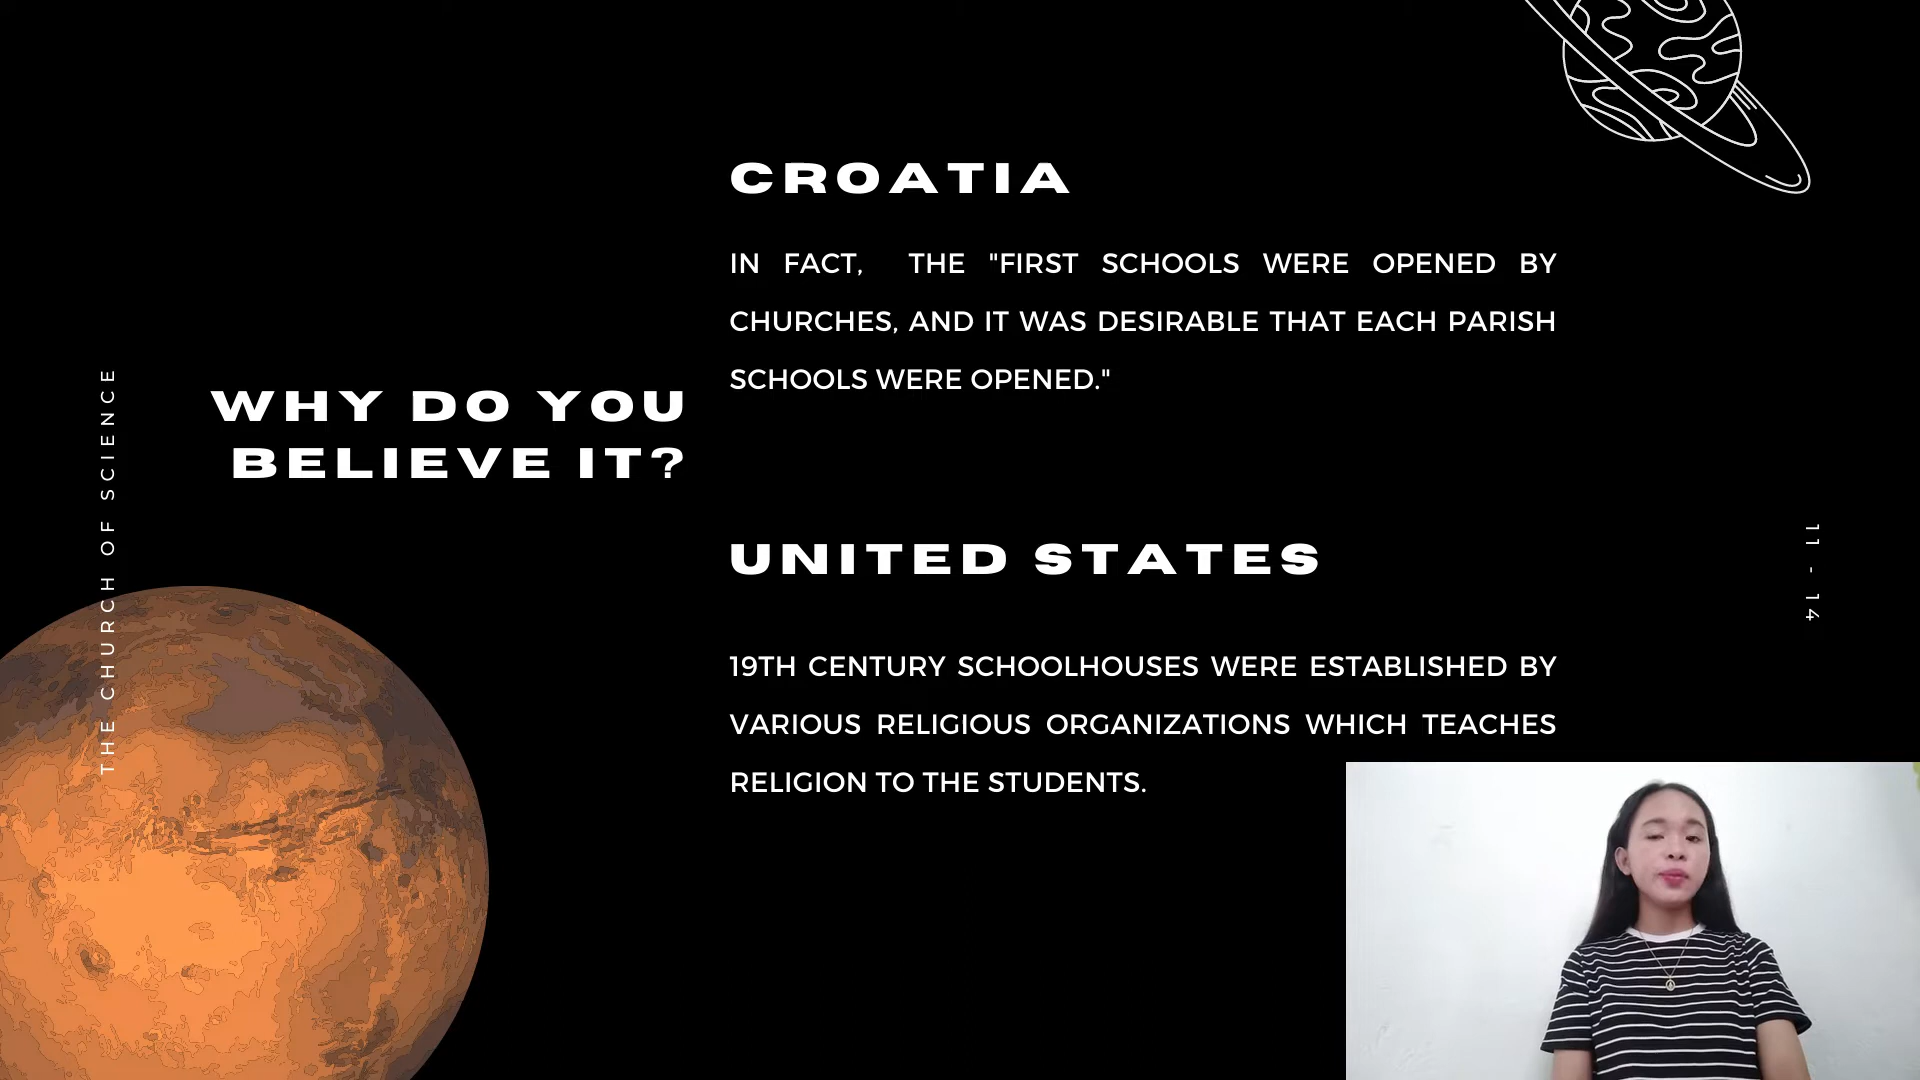 THE CHURCH OF SCIENCE
WHY DO YOU
BELIEVE IT?
CROATIA
IN FACT, THE "FIRST SCHOOLS WERE OPENED BY
CHURCHES, AND IT WAS DESIRABLE THAT EACH PARISH
SCHOOLS WERE OPENED."
UNITED STATES
19TH CENTURY SCHOOLHOUSES WERE ESTABLISHED BY
VARIOUS RELIGIOUS ORGANIZATIONS WHICH TEACHES
RELIGION TO THE STUDENTS.
11 - 14